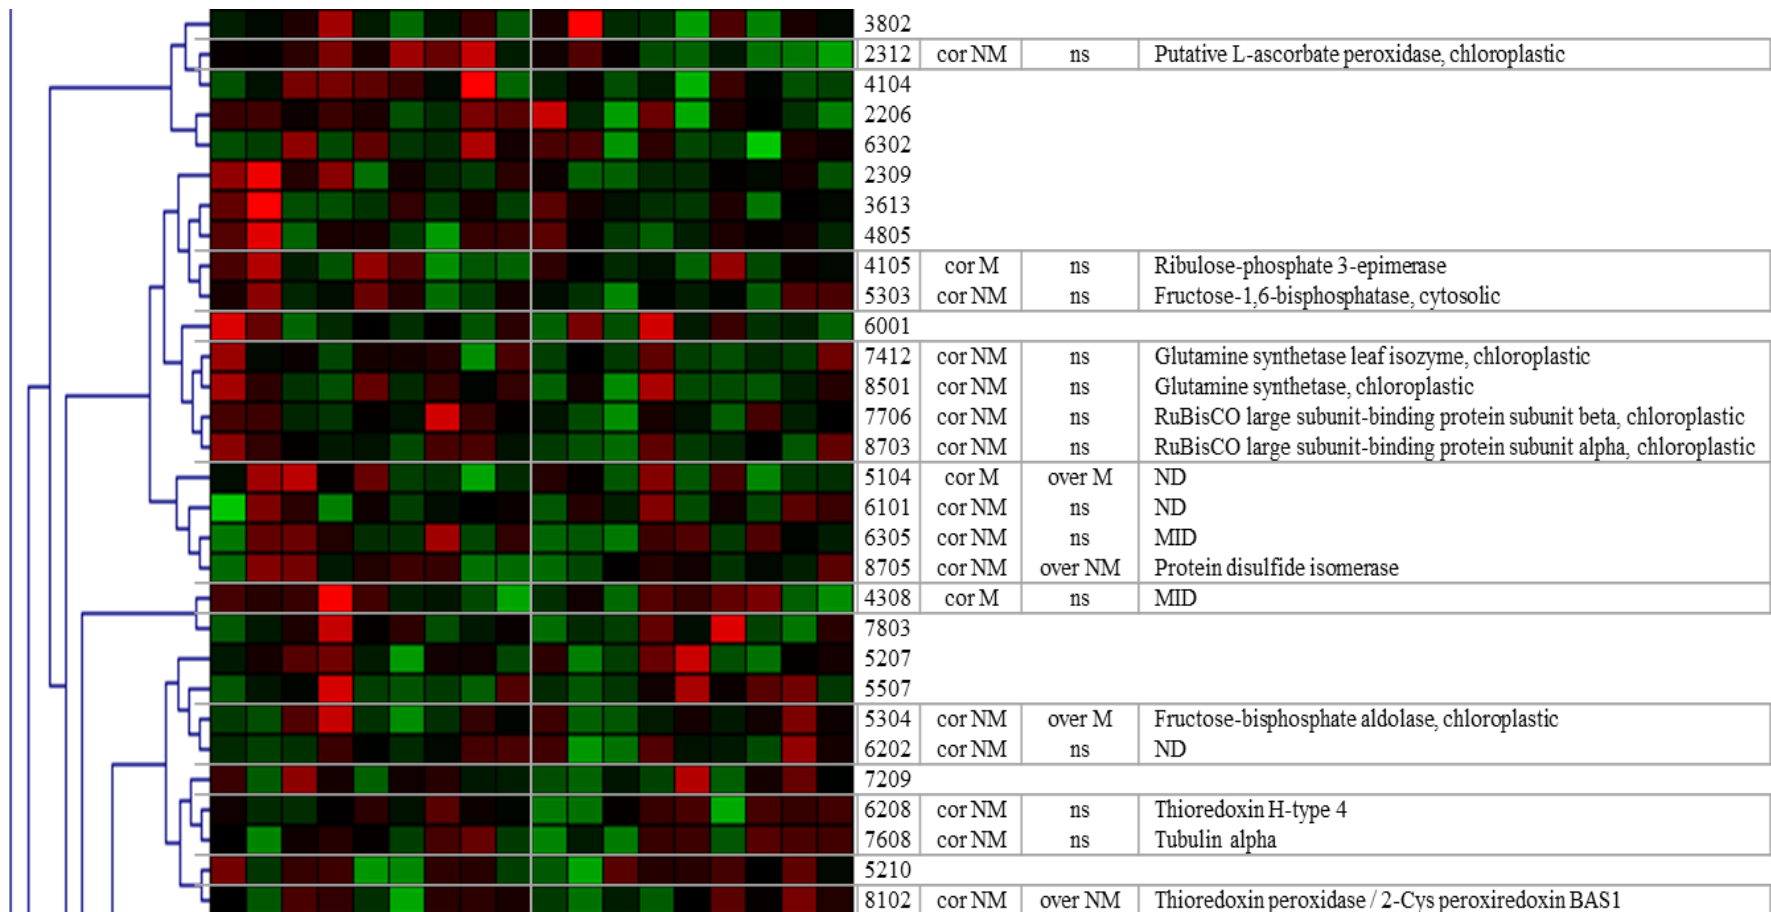 3802
2312 cor NM ns Putative L-ascorbate peroxidase, chloroplastic
4104
2206
6302
2309
3613
4805
4105 cor M ns Ribulose-phosphate 3-epimerase
5303 cor NM ns Fructose-1,6-bisphosphatase, cytosolic
6001
7412 cor NM ns Glutamine synthetase leaf isozyme, chloroplastic
8501 cor NM ns Glutamine synthetase, chloroplastic
7706 cor NM ns RuBisCO large subunit-binding protein subunit beta, chloroplastic
8703 cor NM ns RuBisCO large subunit-binding protein subunit alpha, chloroplastic
5104 cor M over M ND
6101 cor NM ns ND
6305 cor NM ns MID
8705 cor NM over NM Protein disulfide isomerase
4308 cor M ns MID
7803
5207
5507
5304 cor NM over M Fructose-bisphosphate aldolase, chloroplastic
6202 cor NM ns ND
7209
6208 cor NM ns Thioredoxin H-type 4
7608 cor NM ns Tubulin alpha
5210
8102 cor NM over NM Thioredoxin peroxidase / 2-Cys peroxiredoxin BAS1